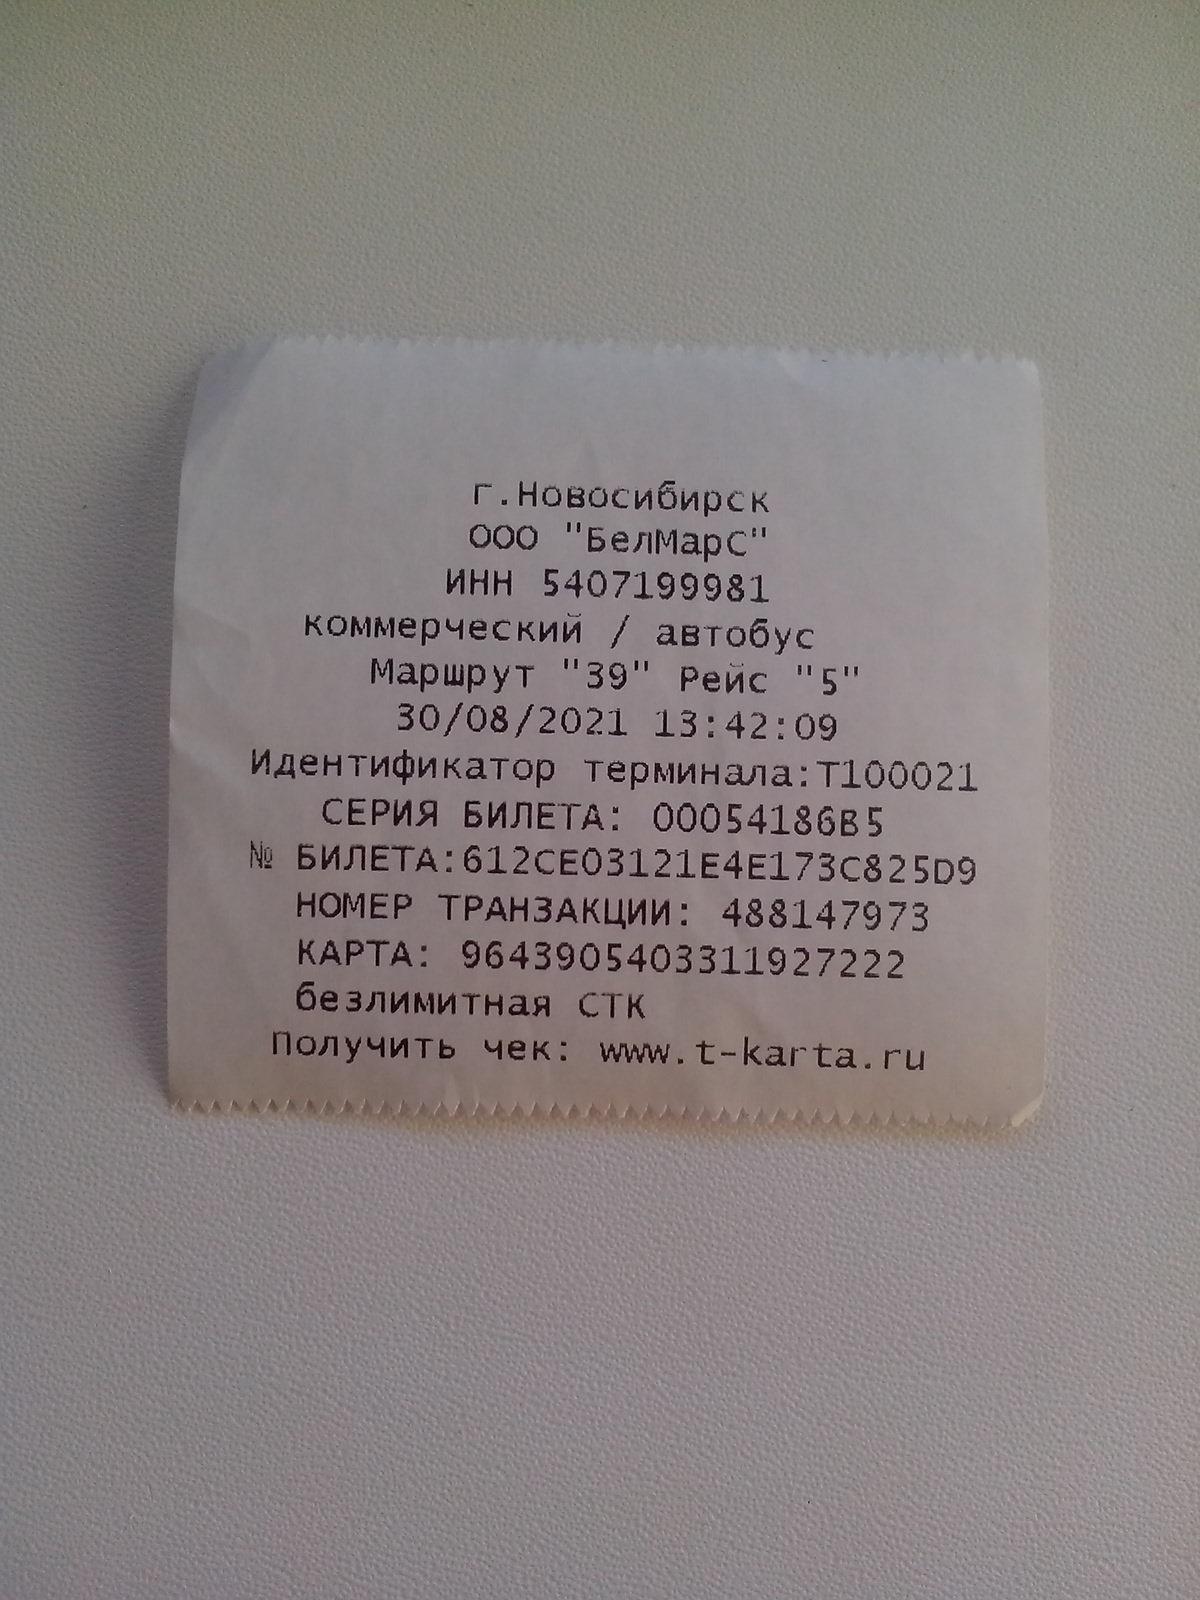 г.Новосибирск
ООО "БелМарС"
ИНН 5407199981
коммерческий / автобус
Маршрут "39" Рейс "5"
30/08/2021 13:42:09
Идентификатор терминала:T100021
СЕРИЯ БИЛЕТА: 00054186B5
№ БИЛЕТА:612CE03121E4E173C825D9
НОМЕР ТРАНЗАКЦИИ: 488147973
КАРТА: 9643905403311927222
безлимитная СТК
Получить чек: www.t-karta.ru